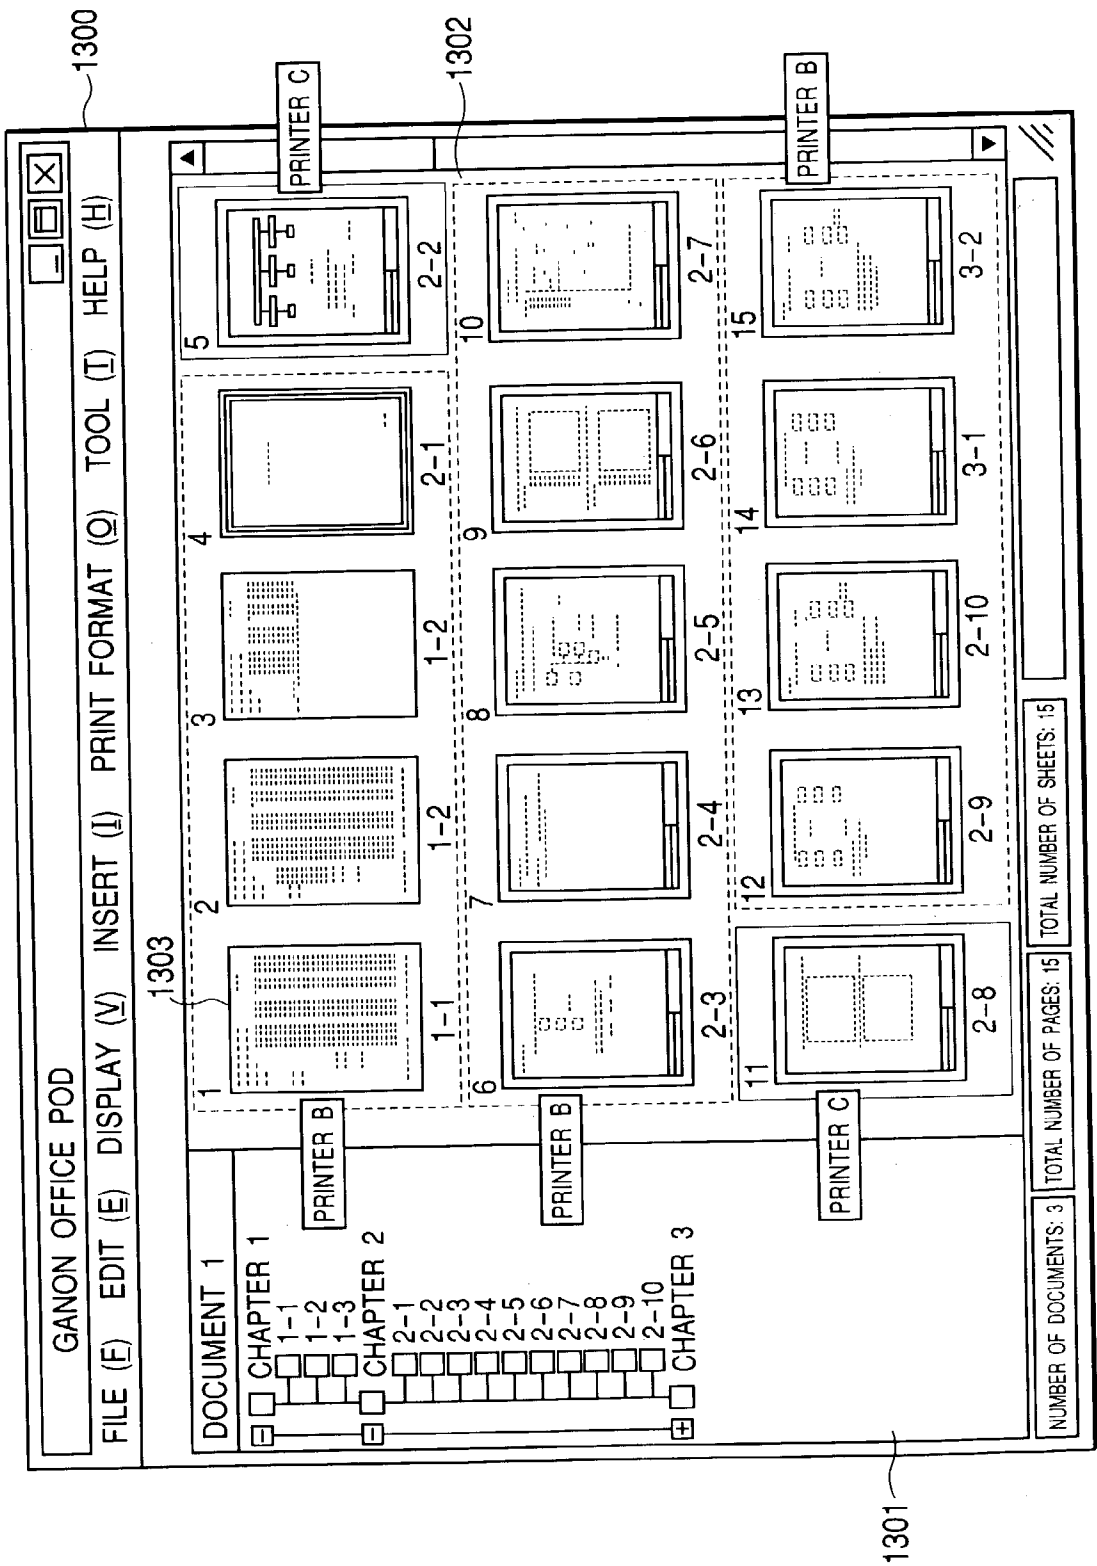 1300
GANON OFFICE POD
FILE (F) EDIT (E) DISPLAY (V) INSERT (I) PRINT FORMAT (O) TOOL (T) HELP (H)
DOCUMENT 1
CHAPTER 1
1-1
1-2
1-3
CHAPTER 2
2-1
2-2
2-3
2-4
2-5
2-6
2-7
2-8
2-9
2-10
CHAPTER 3
1301
1303
1302
PRINTER B
PRINTER C
1 2 3 4 5
1-1 1-2 1-2 2-1 2-2
PRINTER B
6 7 8 9 10
2-3 2-4 2-5 2-6 2-7
PRINTER C
PRINTER B
11 12 13 14 15
2-8 2-9 2-10 3-1 3-2
NUMBER OF DOCUMENTS: 3 TOTAL NUMBER OF PAGES: 15 TOTAL NUMBER OF SHEETS: 15